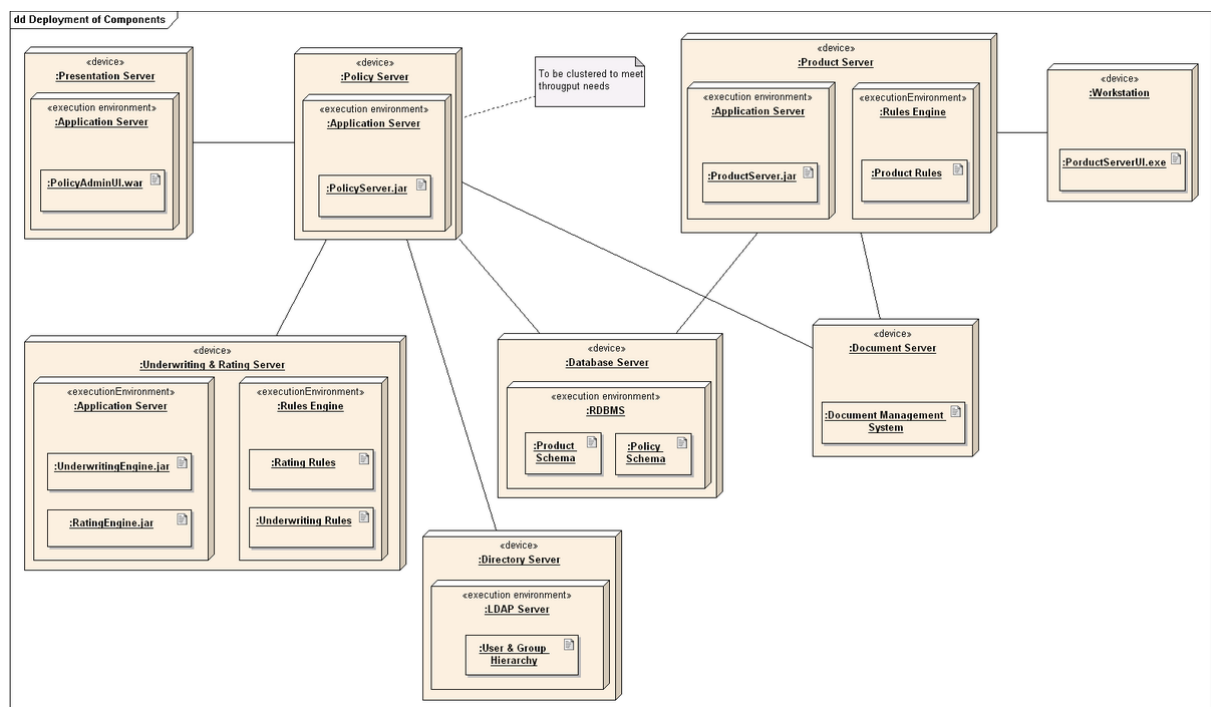 dd Deployment of Components
«device»
:Presentation Server
«execution environment»
:Application Server
:PolicyAdminUI.war
«device»
:Policy Server
«execution environment»
:Application Server
:PolicyServer.jar
To be clustered to meet
througput needs
«device»
:Product Server
«execution environment»
:Application Server
:ProductServer.jar
«executionEnvironment»
:Rules Engine
:Product Rules
«device»
:Workstation
:PorductServerUI.exe
«device»
:Underwriting & Rating Server
«executionEnvironment»
:Application Server
:UnderwritingEngine.jar
:RatingEngine.jar
«executionEnvironment»
:Rules Engine
:Rating Rules
:Underwriting Rules
«device»
:Database Server
«execution environment»
:RDBMS
:Product
Schema
:Policy
Schema
«device»
:Document Server
:Document Management
System
«device»
:Directory Server
«execution environment»
:LDAP Server
:User & Group
Hierarchy